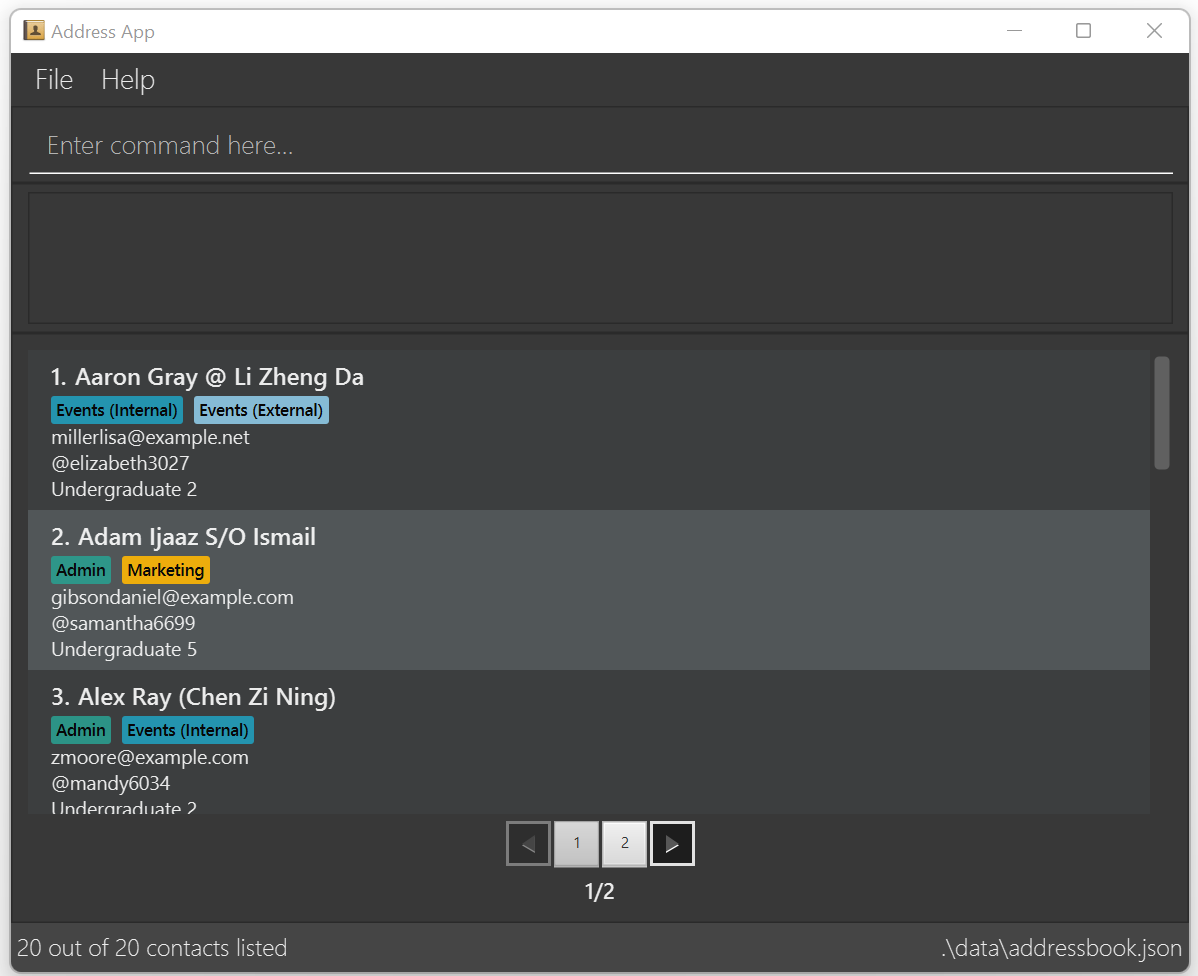 Address App
File Help
Enter command here...
1. Aaron Gray @ Li Zheng Da
Events (Internal) Events (External)
millerlisa@example.net
@elizabeth3027
Undergraduate 2
2. Adam Ijaaz S/O Ismail
Admin Marketing
gibsondaniel@example.com
@samantha6699
Undergraduate 5
3. Alex Ray (Chen Zi Ning)
Admin Events (Internal)
zmoore@example.com
@mandy6034
Undergraduate 2
1 2
1/2
20 out of 20 contacts listed .\data\addressbook.json